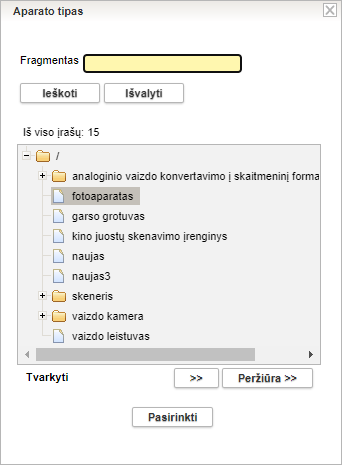 Aparato tipas
Fragmentas
Ieškoti Išvalyti
Iš viso įrašų: 15
/
analoginio vaizdo konvertavimo į skaitmeninį forma
fotoaparatas
garso grotuvas
kino juostų skenavimo įrenginys
naujas
naujas3
skeneris
vaizdo kamera
vaizdo leistuvas
Tvarkyti >> Peržiūra >>
Pasirinkti